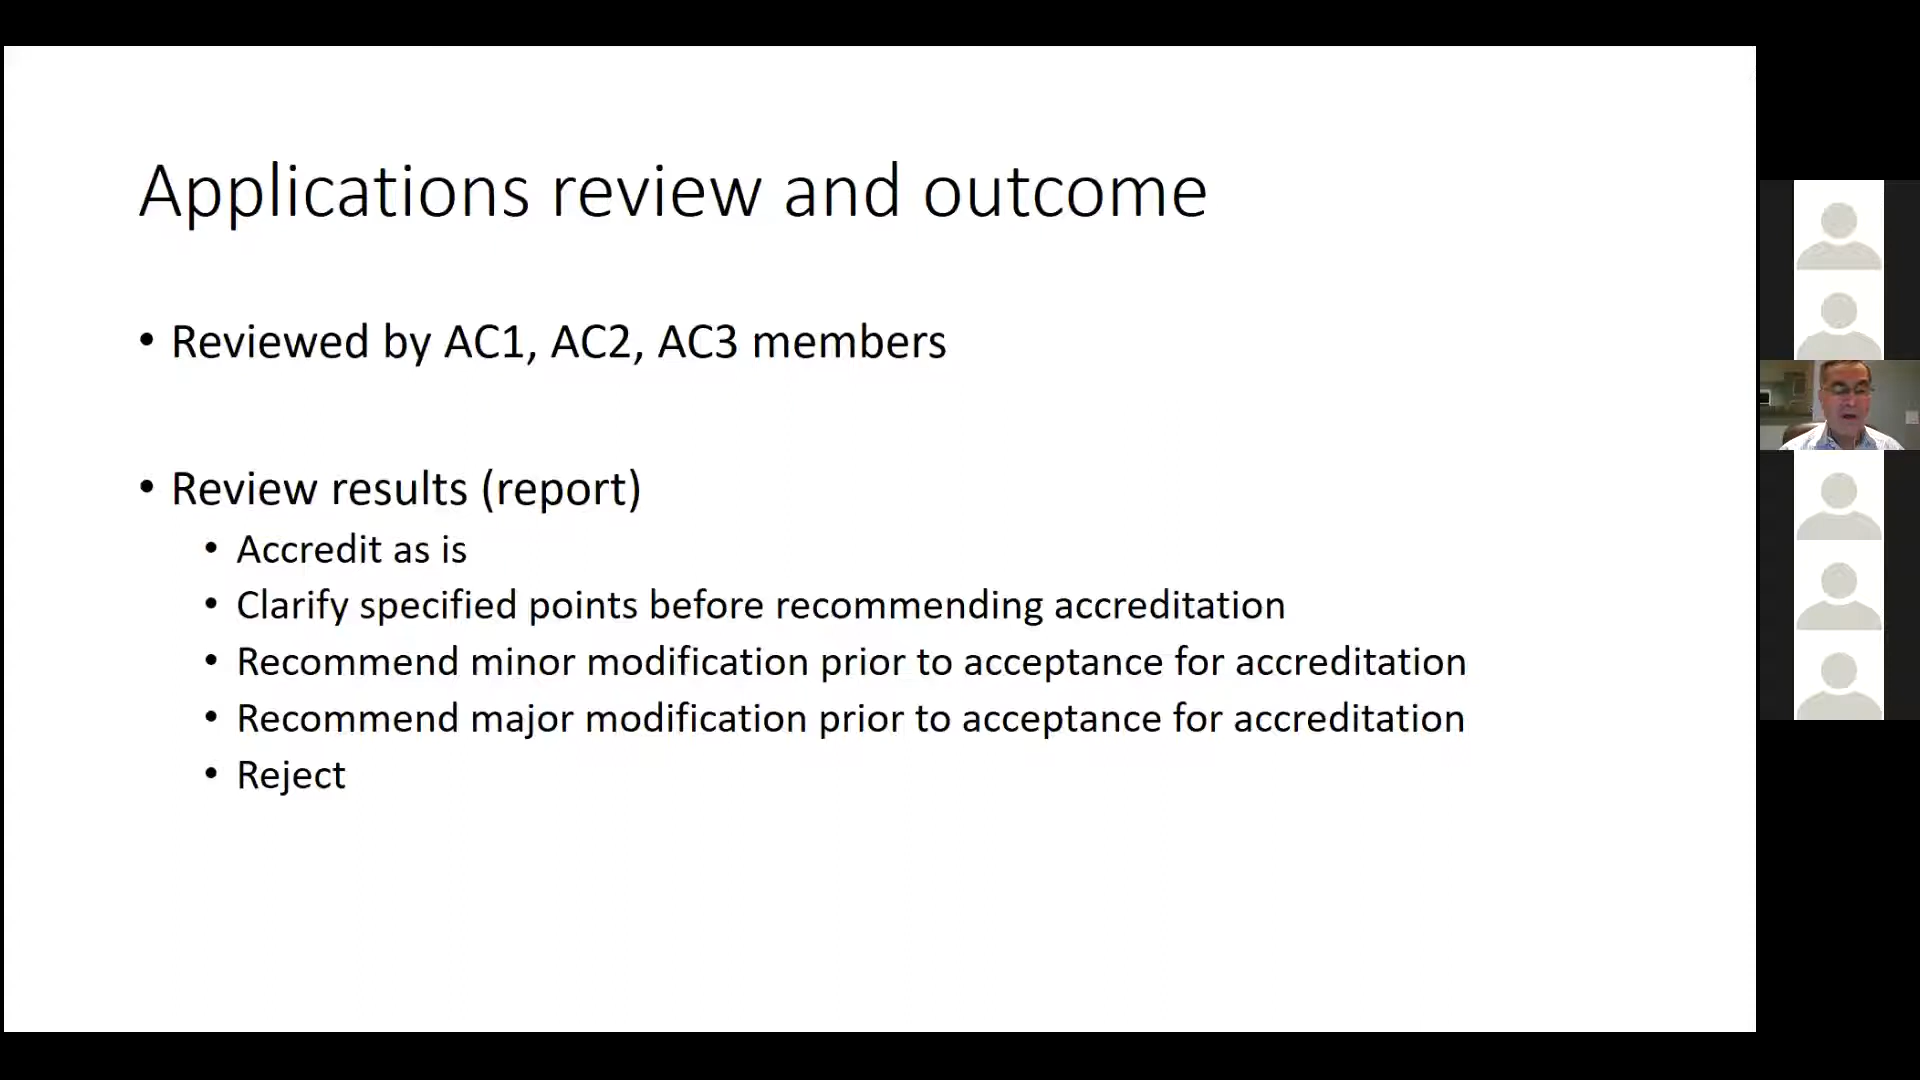 Applications review and outcome
• Reviewed by AC1, AC2, AC3 members
• Review results (report)
• Accredit as is
• Clarify specified points before recommending accreditation
• Recommend minor modification prior to acceptance for accreditation
• Recommend major modification prior to acceptance for accreditation
• Reject